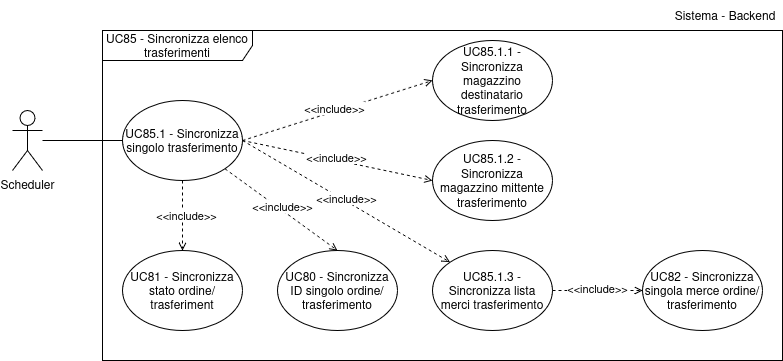 Sistema - Backend
UC85 - Sincronizza elenco
trasferimenti
UC85.1.1 -
Sincronizza
magazzino
destinatario
trasferimento
<<include>>
UC85.1 - Sincronizza
singolo trasferimento
<<include>>
UC85.1.2 -
Sincronizza
magazzino mittente
trasferimento
Scheduler
<<include>>
<<include>>
<<include>>
UC81 - Sincronizza
stato ordine/
trasferiment
UC80 - Sincronizza
ID singolo ordine/
trasferimento
UC85.1.3 -
Sincronizza lista
merci trasferimento
<<include>>
UC82 - Sincronizza
singola merce ordine/
trasferimento